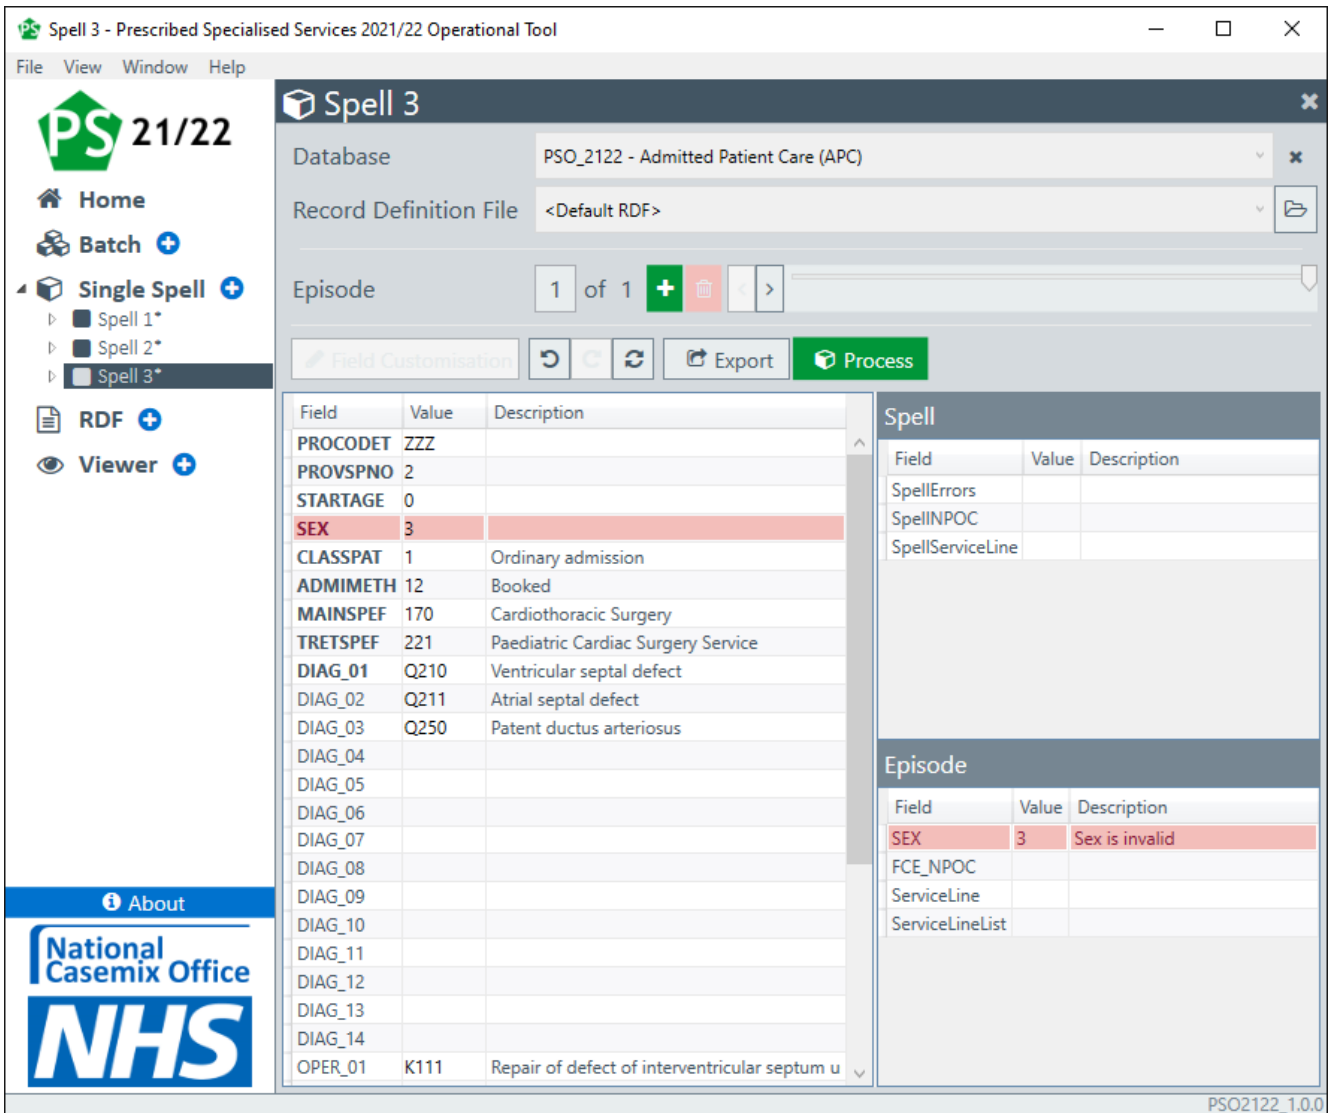 Spell 3 - Prescribed Specialised Services 2021/22 Operational Tool
File View Window Help
PS 21/22
Home
Batch
Single Spell
Spell 1*
Spell 2*
Spell 3*
RDF
Viewer
About
National
Casemix Office
NHS
Spell 3
Database PSO_2122 - Admitted Patient Care (APC)
Record Definition File <Default RDF>
Episode 1 of 1
Field Customisation Export Process
Field Value Description
PROCODET ZZZ
PROVSPNO 2
STARTAGE 0
SEX 3
CLASSPAT 1 Ordinary admission
ADMIMETH 12 Booked
MAINSPEF 170 Cardiothoracic Surgery
TRETSPEF 221 Paediatric Cardiac Surgery Service
DIAG_01 Q210 Ventricular septal defect
DIAG_02 Q211 Atrial septal defect
DIAG_03 Q250 Patent ductus arteriosus
DIAG_04
DIAG_05
DIAG_06
DIAG_07
DIAG_08
DIAG_09
DIAG_10
DIAG_11
DIAG_12
DIAG_13
DIAG_14
OPER_01 K111 Repair of defect of interventricular septum u
Spell
Field Value Description
SpellErrors
SpellNPOC
SpellServiceLine
Episode
Field Value Description
SEX 3 Sex is invalid
FCE_NPOC
ServiceLine
ServiceLineList
PSO2122_1.0.0